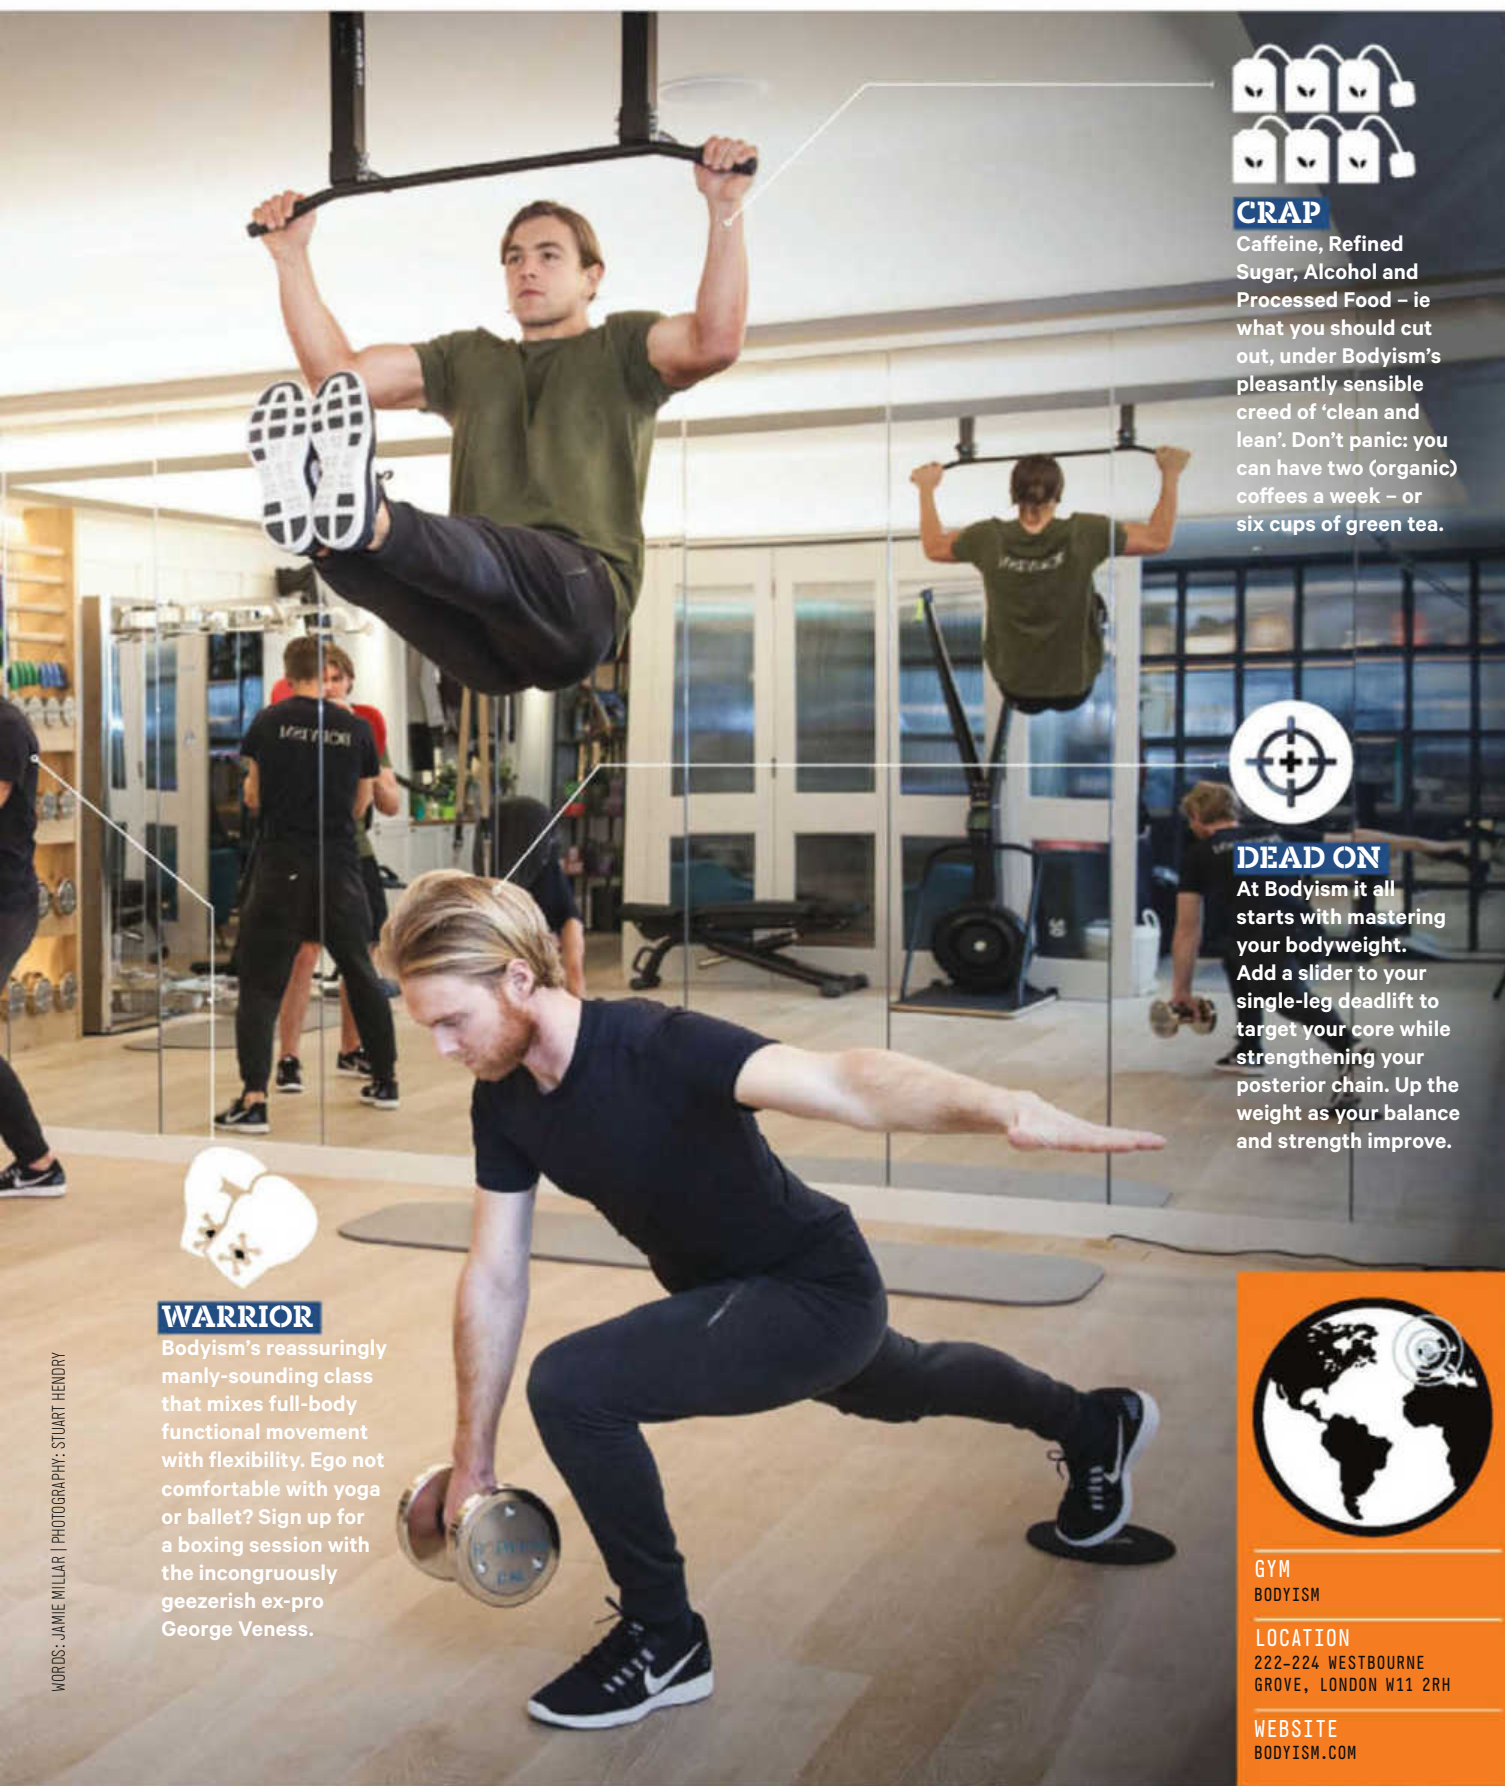 CRAP
Caffeine, Refined
Sugar, Alcohol and
Processed Food – ie
what you should cut
out, under Bodyism's
pleasantly sensible
creed of ‘clean and
lean’. Don't panic: you
can have two (organic)
coffees a week – or
six cups of green tea.
DEAD ON
At Bodyism it all
starts with mastering
your bodyweight.
Add a slider to your
single-leg deadlift to
target your core while
strengthening your
posterior chain. Up the
weight as your balance
and strength improve.
WARRIOR
Bodyism's reassuringly
manly-sounding class
that mixes full-body
functional movement
with flexibility. Ego not
comfortable with yoga
or ballet? Sign up for
a boxing session with
the incongruously
geezerish ex-pro
George Veness.
WORDS: JAMIE MILLAR | PHOTOGRAPHY: STUART HENDRY
GYM
BODYISM
LOCATION
222-224 WESTBOURNE
GROVE, LONDON W11 2RH
WEBSITE
BODYISM.COM
BODYISM